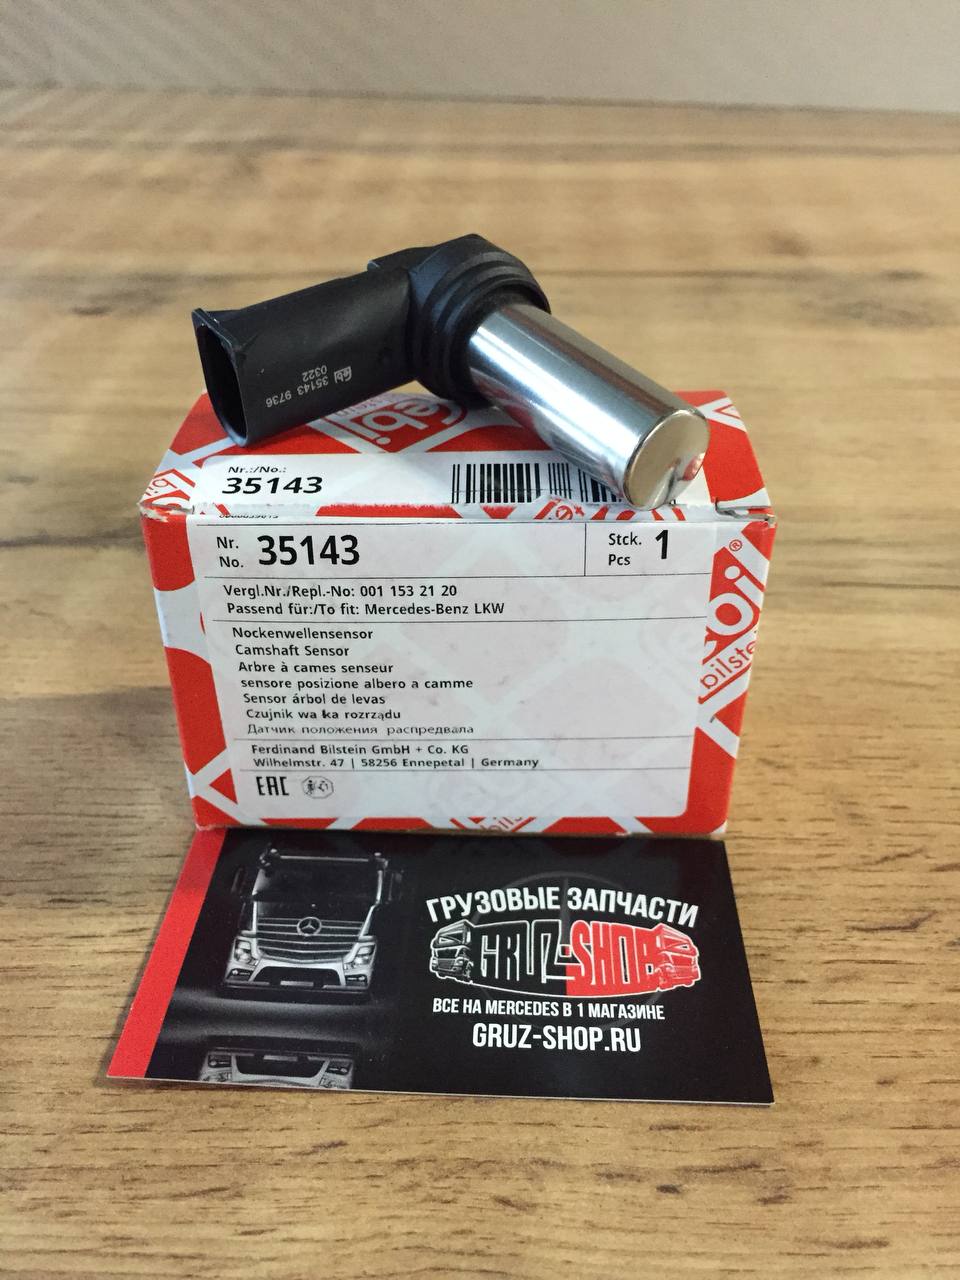 febi 35143 9736
0322
febi
bilstein
Nr.:/No.:
35143
Nr.
No. 35143
Stck.
Pcs 1
Vergl.Nr./Repl.-No: 001 153 21 20
Passend für:/To fit: Mercedes-Benz LKW
Nockenwellensensor
Camshaft Sensor
Arbre à cames senseur
sensore posizione albero a camme
Sensor árbol de levas
Czujnik wa ka rozrządu
Датчик положения распредвала
Ferdinand Bilstein GmbH + Co. KG
Wilhelmstr. 47 | 58256 Ennepetal | Germany
EAC
ГРУЗОВЫЕ ЗАПЧАСТИ
GRUZ-SHOP
ВСЕ НА MERCEDES В 1 МАГАЗИНЕ
GRUZ-SHOP.RU